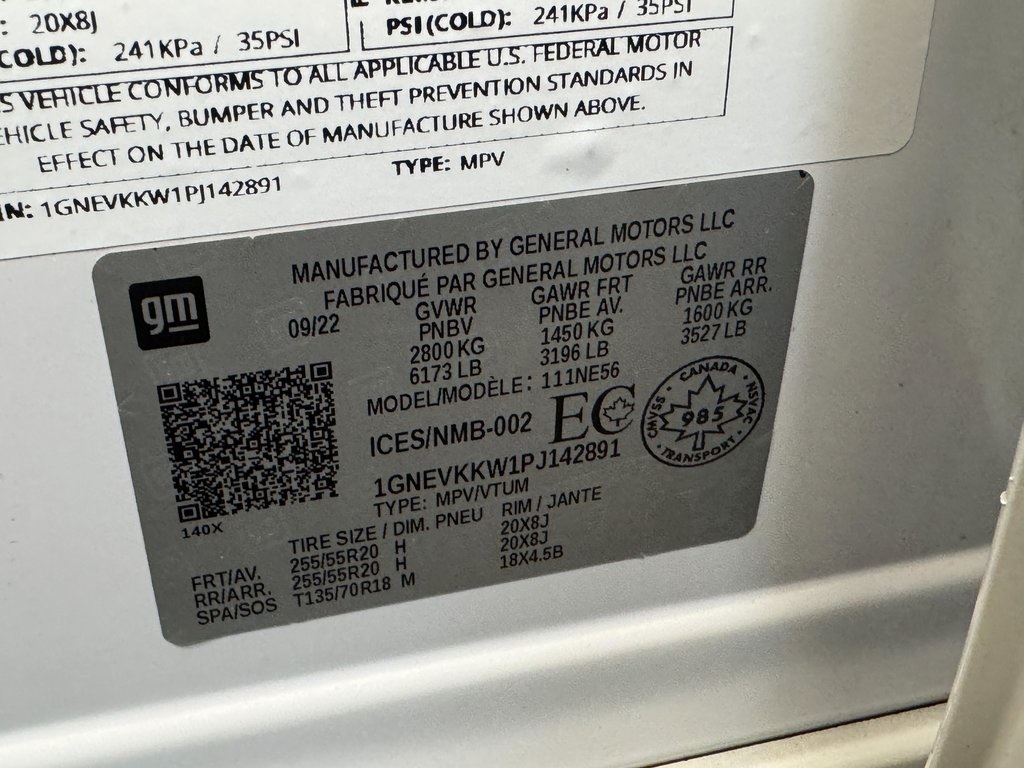 : 20X8J
COLD): 241KPa / 35PSI
PSI(COLD): 241KPa / 35PSI
S VEHICLE CONFORMS TO ALL APPLICABLE U.S. FEDERAL MOTOR
EHICLE SAFETY, BUMPER AND THEFT PREVENTION STANDARDS IN
EFFECT ON THE DATE OF MANUFACTURE SHOWN ABOVE.
IN: 1GNEVKKW1PJ142891 TYPE: MPV
gm
MANUFACTURED BY GENERAL MOTORS LLC
FABRIQUÉ PAR GENERAL MOTORS LLC
09/22 GVWR GAWR FRT GAWR RR
PNBV PNBE AV. PNBE ARR.
2800 KG 1450 KG 1600 KG
6173 LB 3196 LB 3527 LB
MODEL/MODÈLE: 111NE56
ICES/NMB-002 EC
CANADA
CMVSS 985 NSVAC
TRANSPORT
1GNEVKKW1PJ142891
140X
TYPE: MPV/VTUM
TIRE SIZE / DIM. PNEU RIM / JANTE
FRT/AV. 255/55R20 H 20X8J
RR/ARR. 255/55R20 H 20X8J
SPA/SOS T135/70R18 M 18X4.5B